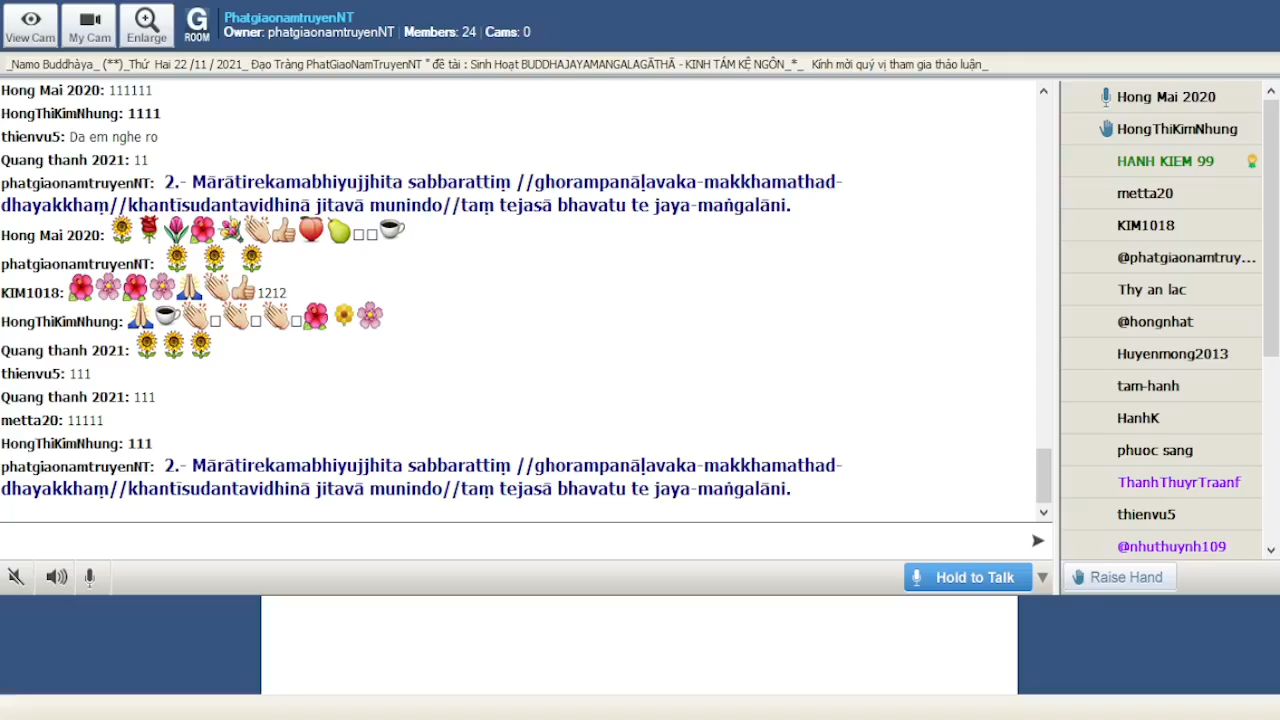 View Cam
My Cam
Enlarge
G
ROOM
PhatgiaonamtruyenNT
Owner: phatgiaonamtruyenNT | Members: 24 | Cams: 0
_Namo Buddhàya_ (**)_Thứ Hai 22 /11 / 2021_ Đạo Tràng PhatGiaoNamTruyenNT " đề tài : Sinh Hoạt BUDDHAJAYAMANGALAGĀTHĀ - KINH TÁM KỆ NGÔN_*_ Kính mời quý vị tham gia thảo luận_
Hong Mai 2020: 111111
HongThiKimNhung: 1111
thienvu5: Da em nghe ro
Quang thanh 2021: 11
phatgiaonamtruyenNT: 2.- Mārātirekamabhiyujjhita sabbarattiṃ //ghorampanāḷavaka-makkhamathad-
dhayakkhaṃ//khantīsudantavidhinā jitavā munindo//taṃ tejasā bhavatu te jaya-maṅgalāni.
Hong Mai 2020:
phatgiaonamtruyenNT:
KIM1018: 1212
HongThiKimNhung:
Quang thanh 2021:
thienvu5: 111
Quang thanh 2021: 111
metta20: 11111
HongThiKimNhung: 111
phatgiaonamtruyenNT: 2.- Mārātirekamabhiyujjhita sabbarattiṃ //ghorampanāḷavaka-makkhamathad-
dhayakkhaṃ//khantīsudantavidhinā jitavā munindo//taṃ tejasā bhavatu te jaya-maṅgalāni.
Hold to Talk
Hong Mai 2020
HongThiKimNhung
HANH KIEM 99
metta20
KIM1018
@phatgiaonamtruy...
Thy an lac
@hongnhat
Huyenmong2013
tam-hanh
HanhK
phuoc sang
ThanhThuyrTraanf
thienvu5
@nhuthuynh109
Raise Hand